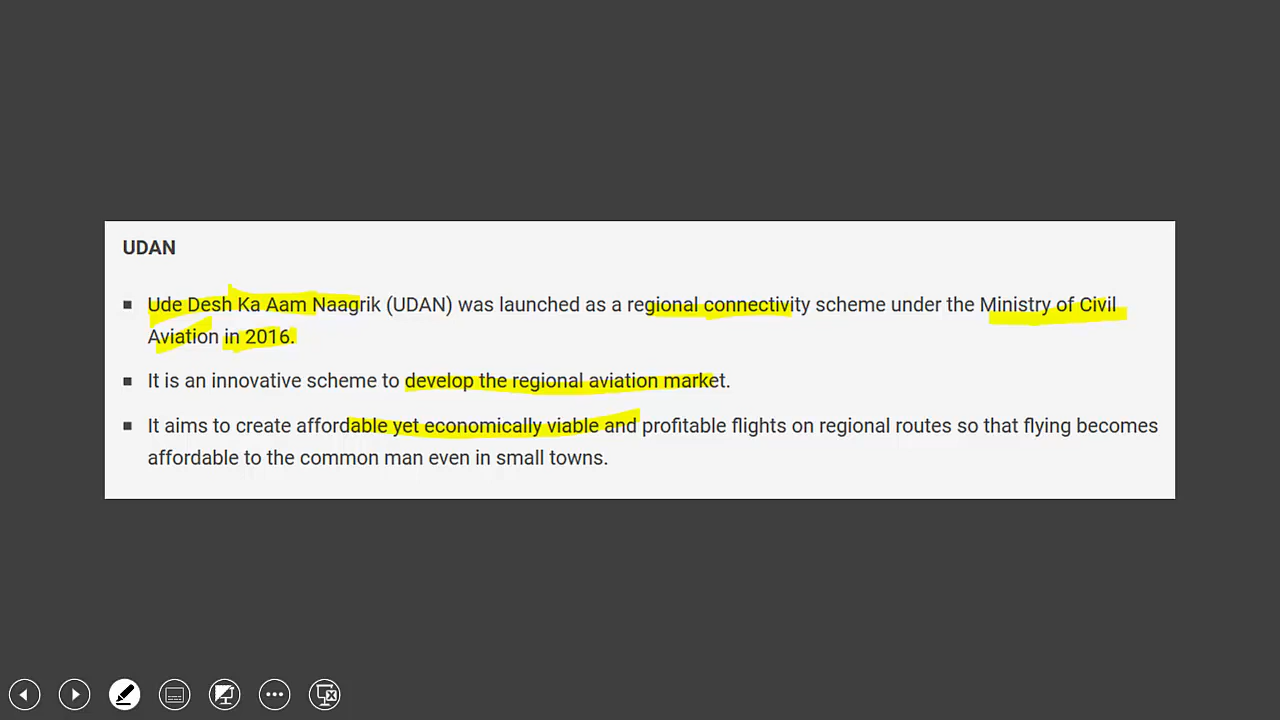 UDAN
▪ Ude Desh Ka Aam Naagrik (UDAN) was launched as a regional connectivity scheme under the Ministry of Civil
Aviation in 2016.
▪ It is an innovative scheme to develop the regional aviation market.
▪ It aims to create affordable yet economically viable and profitable flights on regional routes so that flying becomes
affordable to the common man even in small towns.